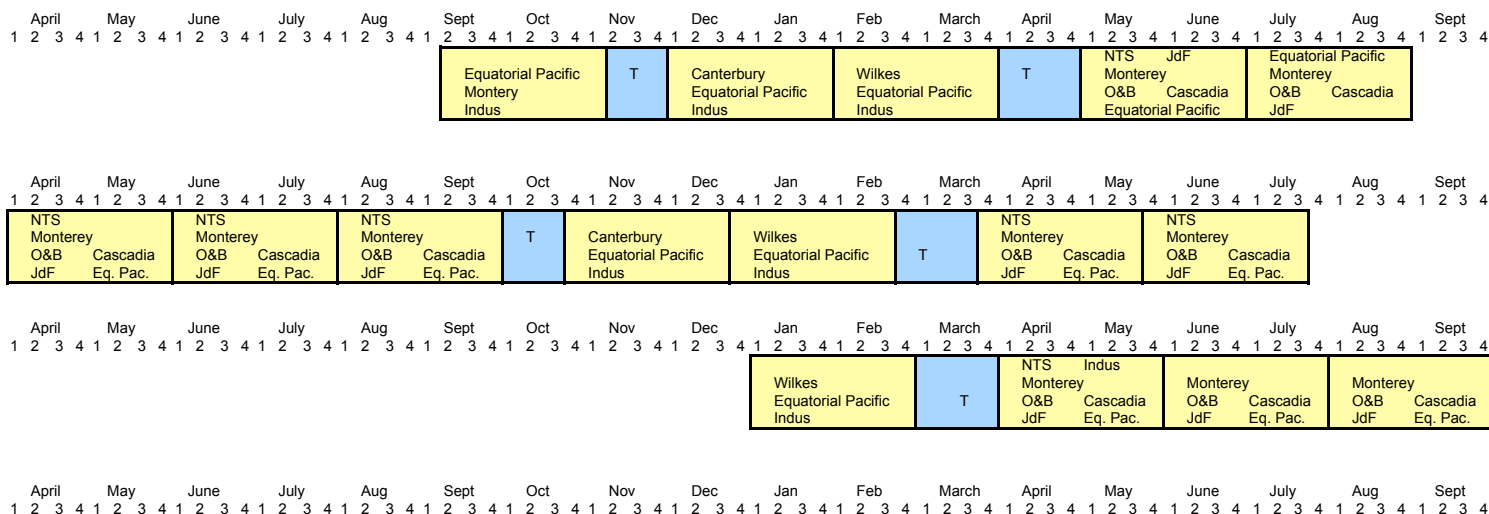 April May June July Aug Sept Oct Nov Dec Jan Feb March April May June July Aug Sept
1 2 3 4 1 2 3 4 1 2 3 4 1 2 3 4 1 2 3 4 1 2 3 4 1 2 3 4 1 2 3 4 1 2 3 4 1 2 3 4 1 2 3 4 1 2 3 4 1 2 3 4 1 2 3 4 1 2 3 4 1 2 3 4 1 2 3 4 1 2 3 4
NTS JdF Equatorial Pacific
Equatorial Pacific T Canterbury Wilkes T Monterey Monterey
Montery Equatorial Pacific Equatorial Pacific O&B Cascadia O&B Cascadia
Indus Indus Indus Equatorial Pacific JdF
April May June July Aug Sept Oct Nov Dec Jan Feb March April May June July Aug Sept
1 2 3 4 1 2 3 4 1 2 3 4 1 2 3 4 1 2 3 4 1 2 3 4 1 2 3 4 1 2 3 4 1 2 3 4 1 2 3 4 1 2 3 4 1 2 3 4 1 2 3 4 1 2 3 4 1 2 3 4 1 2 3 4 1 2 3 4 1 2 3 4
NTS NTS NTS NTS NTS
Monterey Monterey Monterey T Canterbury Wilkes Monterey Monterey
O&B Cascadia O&B Cascadia O&B Cascadia Equatorial Pacific Equatorial Pacific T O&B Cascadia O&B Cascadia
JdF Eq. Pac. JdF Eq. Pac. JdF Eq. Pac. Indus Indus JdF Eq. Pac. JdF Eq. Pac.
April May June July Aug Sept Oct Nov Dec Jan Feb March April May June July Aug Sept
1 2 3 4 1 2 3 4 1 2 3 4 1 2 3 4 1 2 3 4 1 2 3 4 1 2 3 4 1 2 3 4 1 2 3 4 1 2 3 4 1 2 3 4 1 2 3 4 1 2 3 4 1 2 3 4 1 2 3 4 1 2 3 4 1 2 3 4 1 2 3 4
NTS Indus
Wilkes Monterey Monterey Monterey
Equatorial Pacific T O&B Cascadia O&B Cascadia O&B Cascadia
Indus JdF Eq. Pac. JdF Eq. Pac. JdF Eq. Pac.
April May June July Aug Sept Oct Nov Dec Jan Feb March April May June July Aug Sept
1 2 3 4 1 2 3 4 1 2 3 4 1 2 3 4 1 2 3 4 1 2 3 4 1 2 3 4 1 2 3 4 1 2 3 4 1 2 3 4 1 2 3 4 1 2 3 4 1 2 3 4 1 2 3 4 1 2 3 4 1 2 3 4 1 2 3 4 1 2 3 4